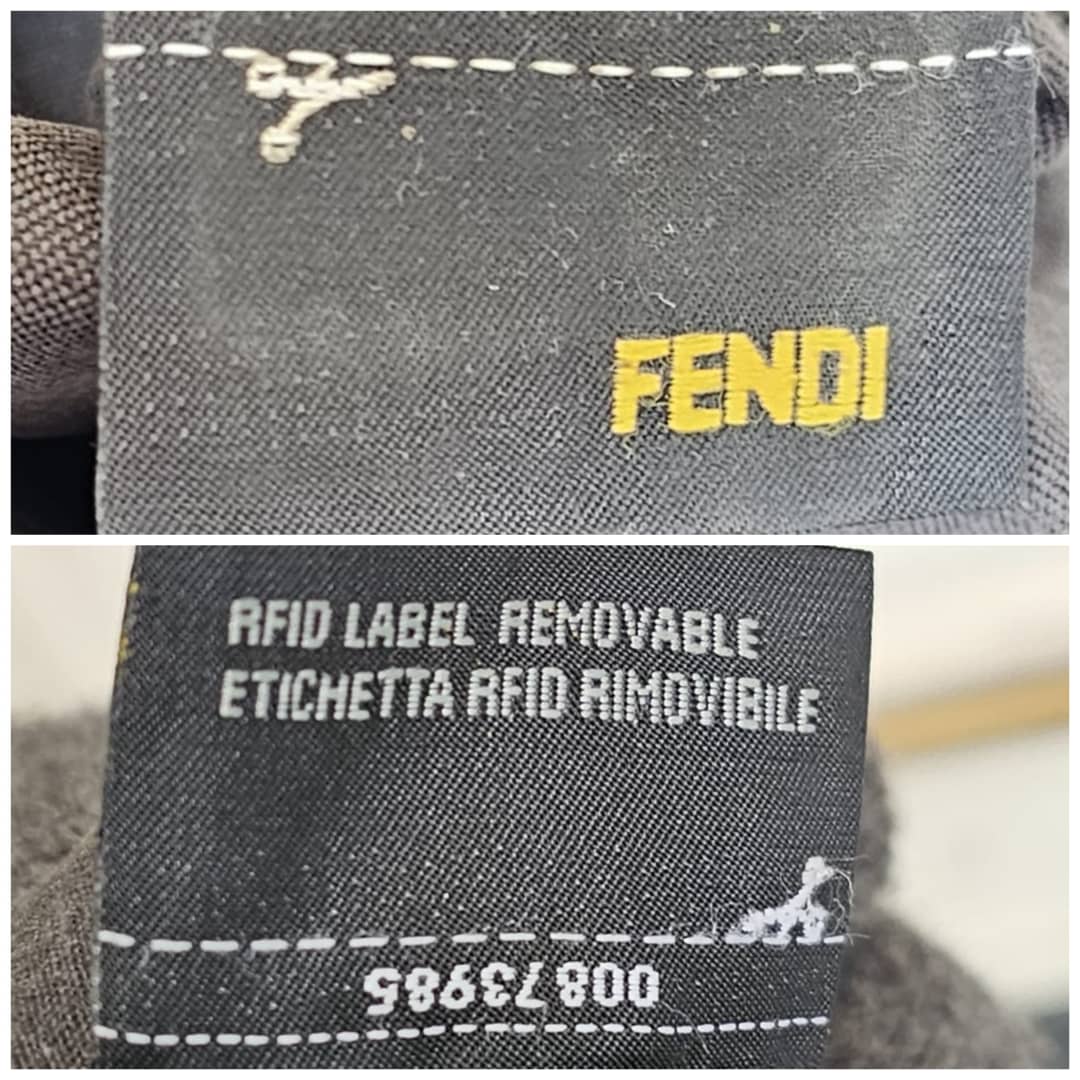 FENDI
RFID LABEL REMOVABLE
ETICHETTA RFID RIMOVIBILE
00873985